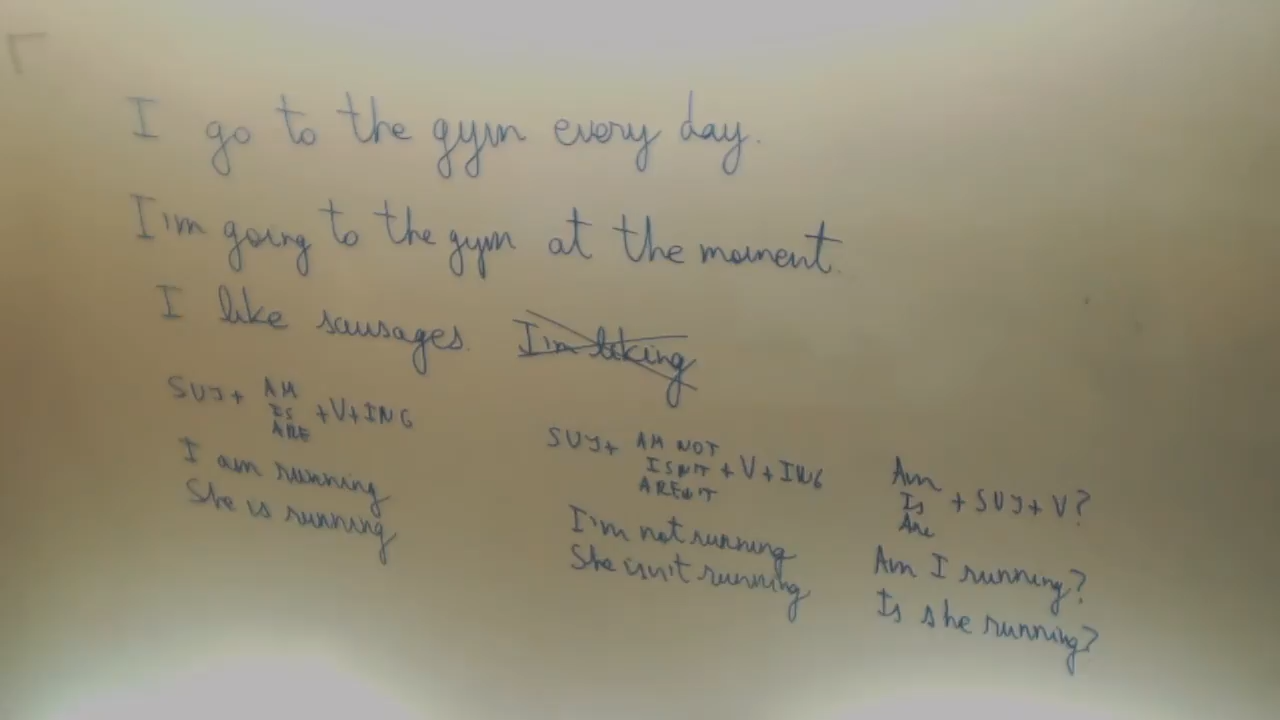 I go to the gym every day.
I'm going to the gym at the moment.
I like sausages. I'm liking
SUJ+ AM + V + ING
IS
ARE
I am running
She is running
SUJ+ AM NOT + V + ING
ISN'T
AREN'T
I'm not running
She isn't running
Am + SUJ + V?
Is
Are
Am I running?
Is she running?